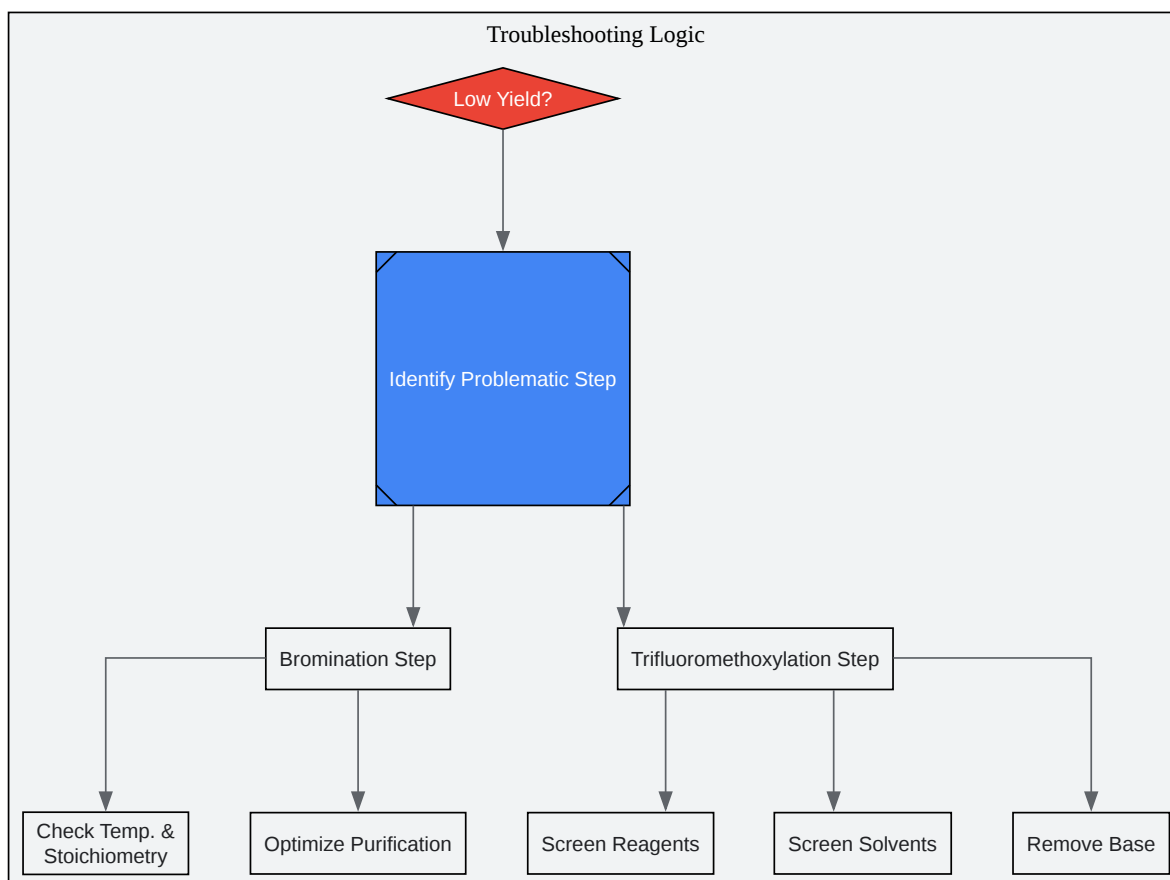 Troubleshooting Logic
Low Yield?
Identify Problematic Step
Bromination Step
Trifluoromethoxylation Step
Check Temp. &
Stoichiometry
Optimize Purification
Screen Reagents
Screen Solvents
Remove Base